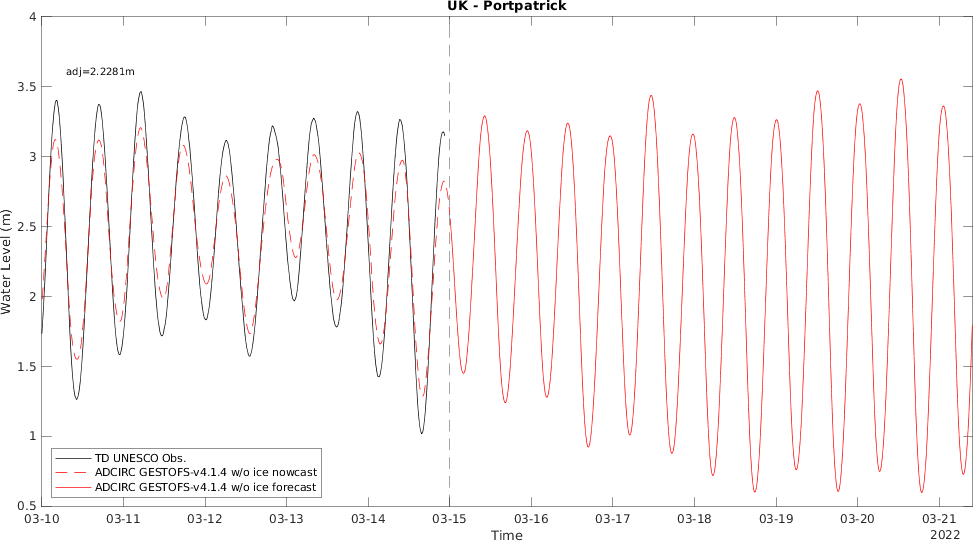 UK - Portpatrick
4
adj=2.2281m
3.5
3
2.5
2
1.5
1
0.5
Water Level (m)
TD UNESCO Obs.
ADCIRC GESTOFS-v4.1.4 w/o ice nowcast
ADCIRC GESTOFS-v4.1.4 w/o ice forecast
03-10 03-11 03-12 03-13 03-14 03-15 03-16 03-17 03-18 03-19 03-20 03-21
Time
2022